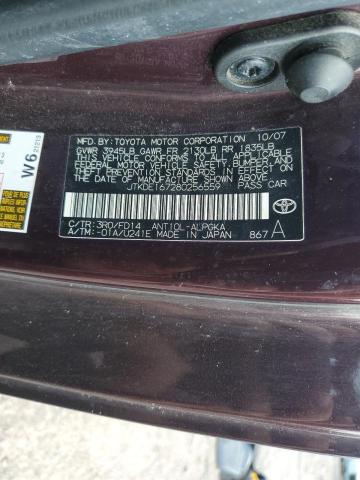 MFD. BY TOYOTA MOTOR CORPORATION 10/07
GVWR 3945LB GAWR FR 2130LB RR 1835LB
THIS VEHICLE CONFORMS TO ALL APPLICABLE
FEDERAL MOTOR VEHICLE SAFETY, BUMPER, AND
THEFT PREVENTION STANDARDS IN EFFECT ON
THE DATE OF MANUFACTURE SHOWN ABOVE.
JTKDE167280256559 PASS CAR
TOYOTA
C/TR: 3R0/FD14 ANT10L-ALPGKA
A/TM: -01A/U241E MADE IN JAPAN 867 A
W6 21213